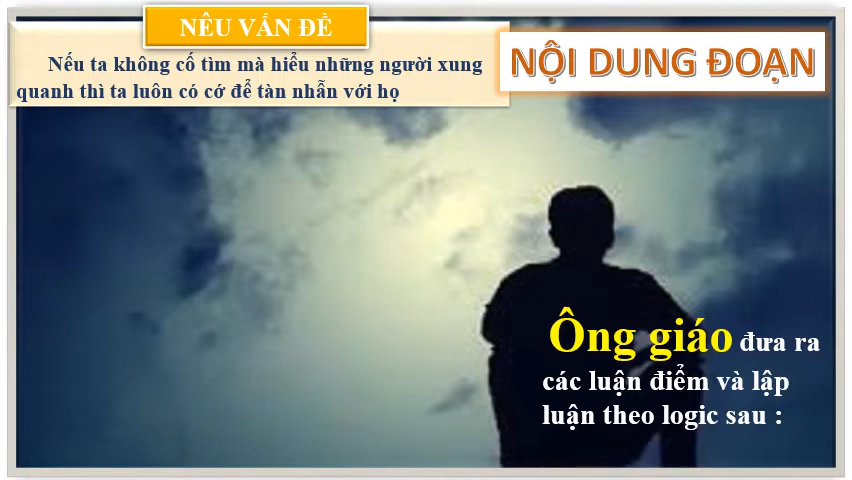 NÊU VẤN ĐỀ
Nếu ta không cố tìm mà hiểu những người xung
quanh thì ta luôn có cớ để tàn nhẫn với họ
NỘI DUNG ĐOẠN
Ông giáo đưa ra
các luận điểm và lập
luận theo logic sau :